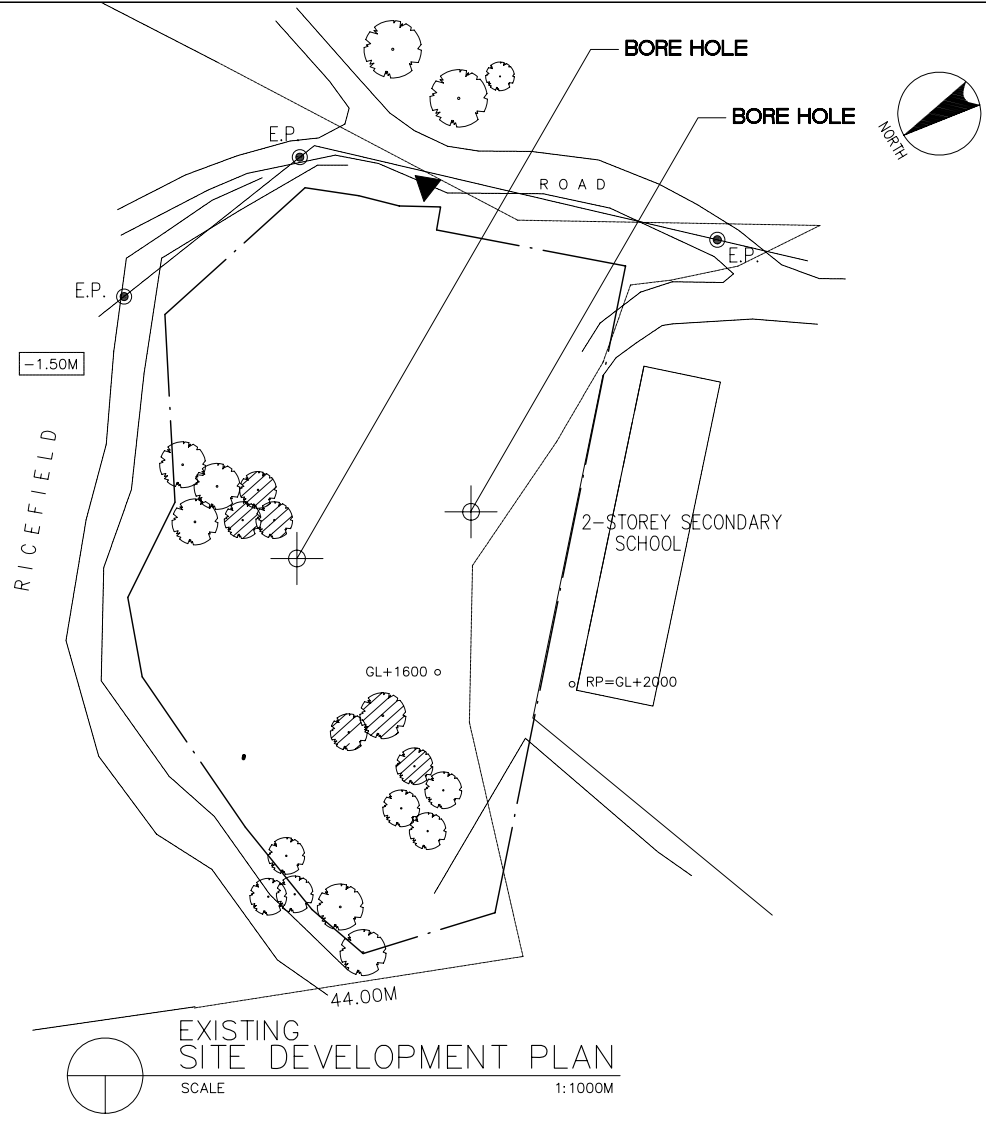 BORE HOLE
BORE HOLE
NORTH
E.P.
ROAD
E.P.
E.P.
-1.50M
RICEFIELD
2-STOREY SECONDARY
SCHOOL
GL+1600
RP=GL+2000
44.00M
EXISTING
SITE DEVELOPMENT PLAN
SCALE 1:1000M